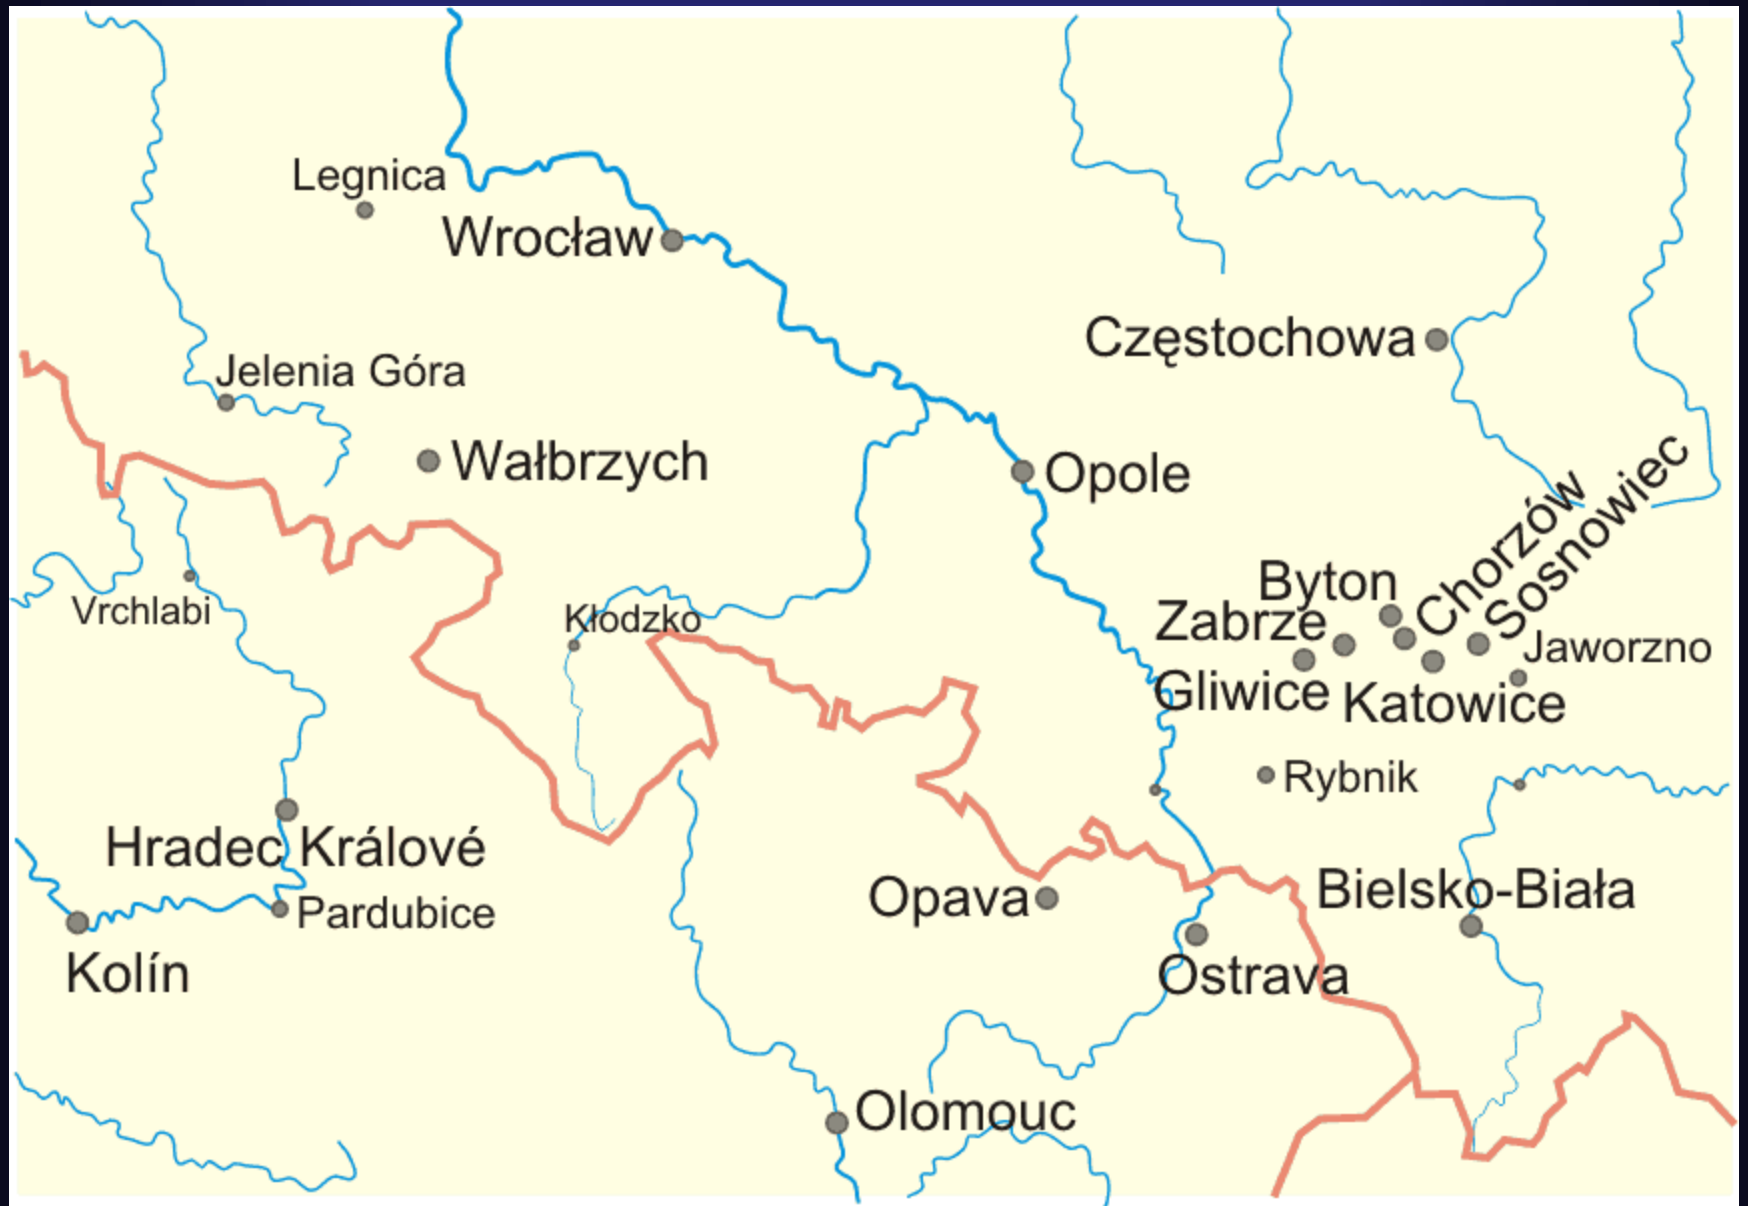 Legnica
Wrocław
Częstochowa
Jelenia Góra
Wałbrzych
Opole
Chorzów
Sosnowiec
Byton
Zabrze
Vrchlabi
Kłodzko
Jaworzno
Gliwice
Katowice
Rybnik
Hradec Králové
Bielsko-Biała
Opava
Pardubice
Kolín
Ostrava
Olomouc